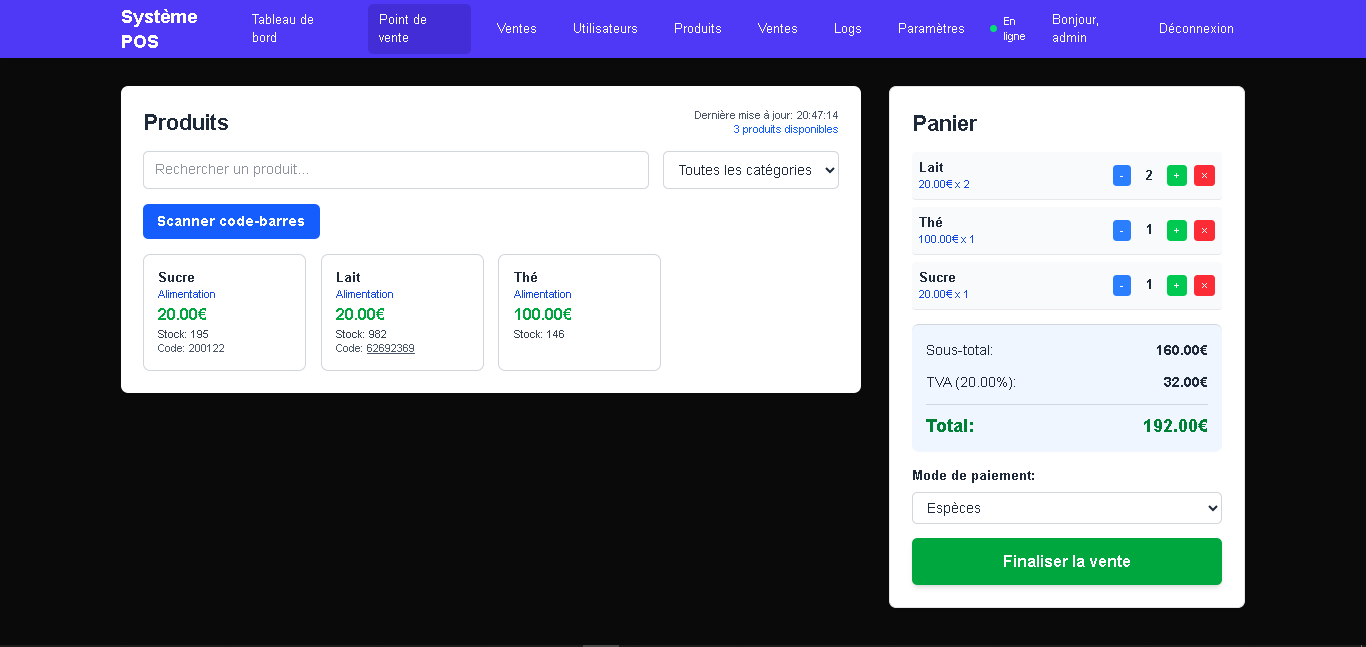 Système
POS
Tableau de
bord
Point de
vente
Ventes
Utilisateurs
Produits
Ventes
Logs
Paramètres
En
ligne
Bonjour,
admin
Déconnexion
Produits
Dernière mise à jour: 20:47:14
3 produits disponibles
Rechercher un produit...
Toutes les catégories
Scanner code-barres
Sucre
Alimentation
20.00€
Stock: 195
Code: 200122
Lait
Alimentation
20.00€
Stock: 982
Code: 62692369
Thé
Alimentation
100.00€
Stock: 146
Panier
Lait
20.00€ x 2
- 2 + ×
Thé
100.00€ x 1
- 1 + ×
Sucre
20.00€ x 1
- 1 + ×
Sous-total: 160.00€
TVA (20.00%): 32.00€
Total: 192.00€
Mode de paiement:
Espèces
Finaliser la vente